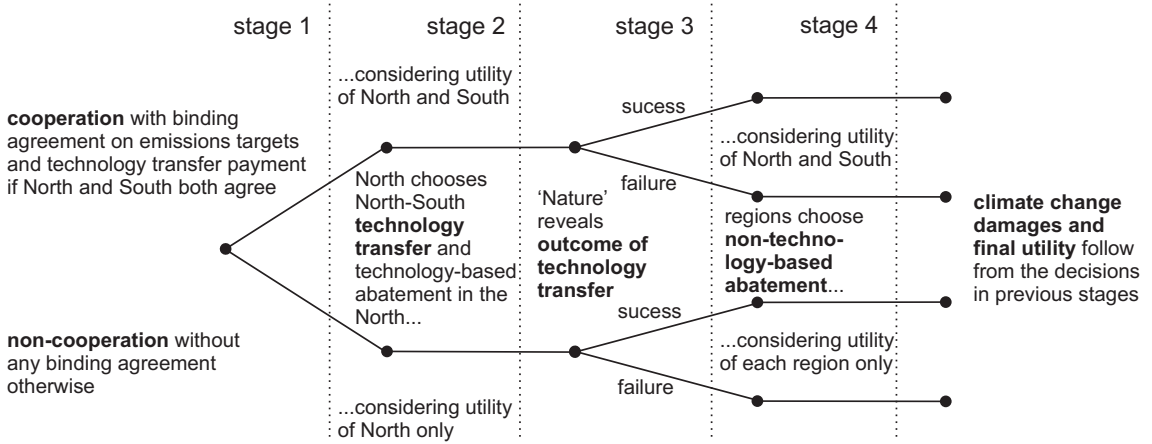 stage 1
stage 2
stage 3
stage 4
cooperation with binding
agreement on emissions targets
and technology transfer payment
if North and South both agree
non-cooperation without
any binding agreement
otherwise
...considering utility
of North and South
North chooses
North-South
technology
transfer and
technology-based
abatement in the
North...
...considering utility
of North only
sucess
failure
'Nature'
reveals
outcome of
technology
transfer
success
failure
...considering utility
of North and South
regions choose
non-techno-
logy-based
abatement...
...considering utility
of each region only
climate change
damages and
final utility follow
from the decisions
in previous stages